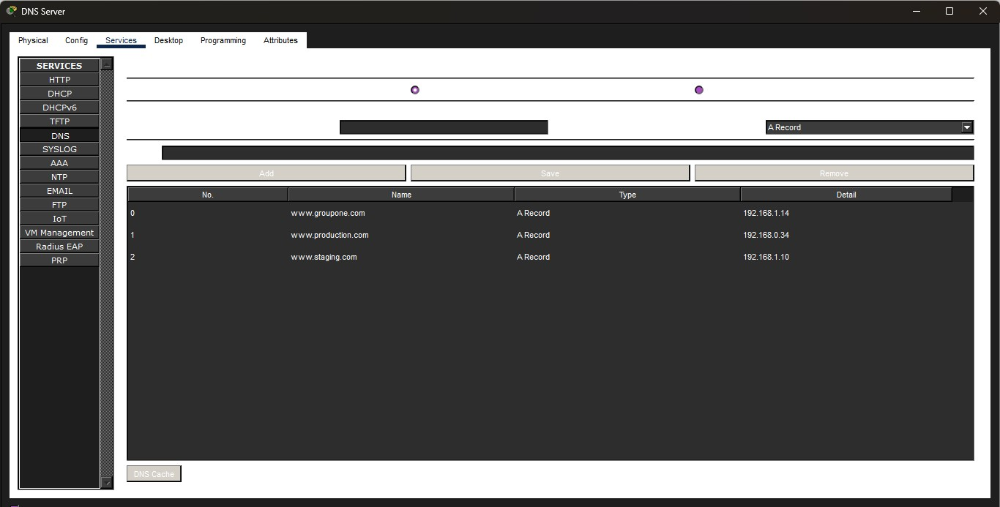 DNS Server
Physical Config Services Desktop Programming Attributes
SERVICES
HTTP
DHCP
DHCPv6
TFTP
DNS
SYSLOG
AAA
NTP
EMAIL
FTP
IoT
VM Management
Radius EAP
PRP
A Record
Add Save Remove
No. Name Type Detail
0 www.groupone.com A Record 192.168.1.14
1 www.production.com A Record 192.168.0.34
2 www.staging.com A Record 192.168.1.10
DNS Cache